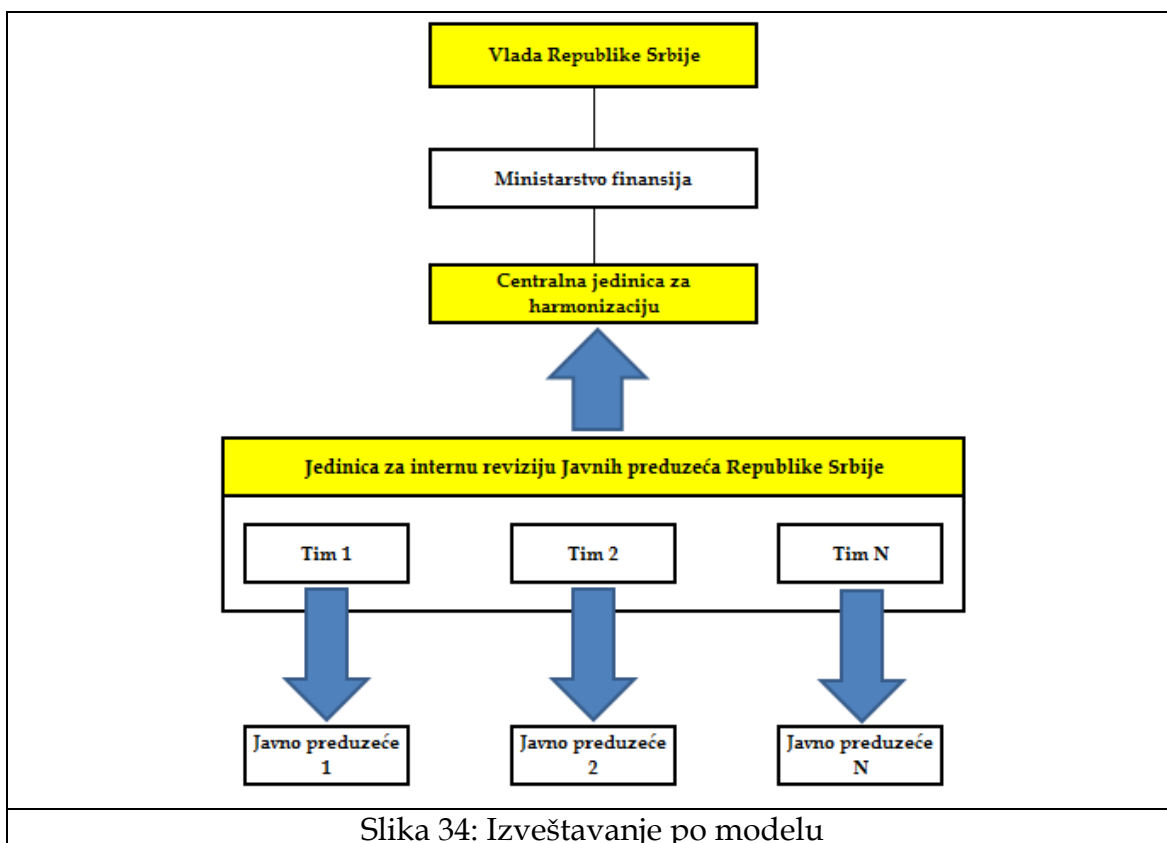 Vlada Republike Srbije
Ministarstvo finansija
Centralna jedinica za
harmonizaciju
Jedinica za internu reviziju Javnih preduzeća Republike Srbije
Tim 1
Tim 2
Tim N
Javno preduzeće
1
Javno preduzeće
2
Javno preduzeće
N
Slika 34: Izveštavanje po modelu